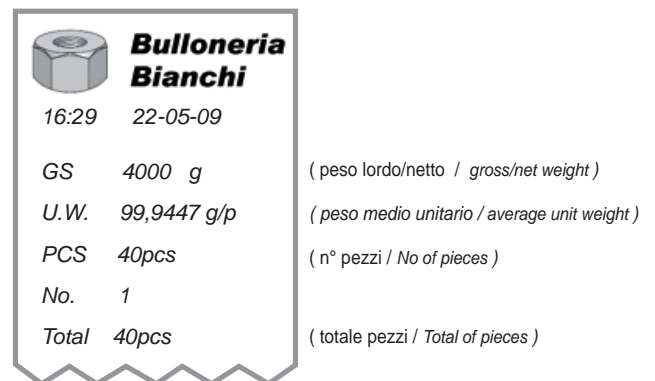 Bulloneria
Bianchi
16:29 22-05-09
GS 4000 g ( peso lordo/netto / gross/net weight )
U.W. 99,9447 g/p ( peso medio unitario / average unit weight )
PCS 40pcs ( n° pezzi / No of pieces )
No. 1
Total 40pcs ( totale pezzi / Total of pieces )